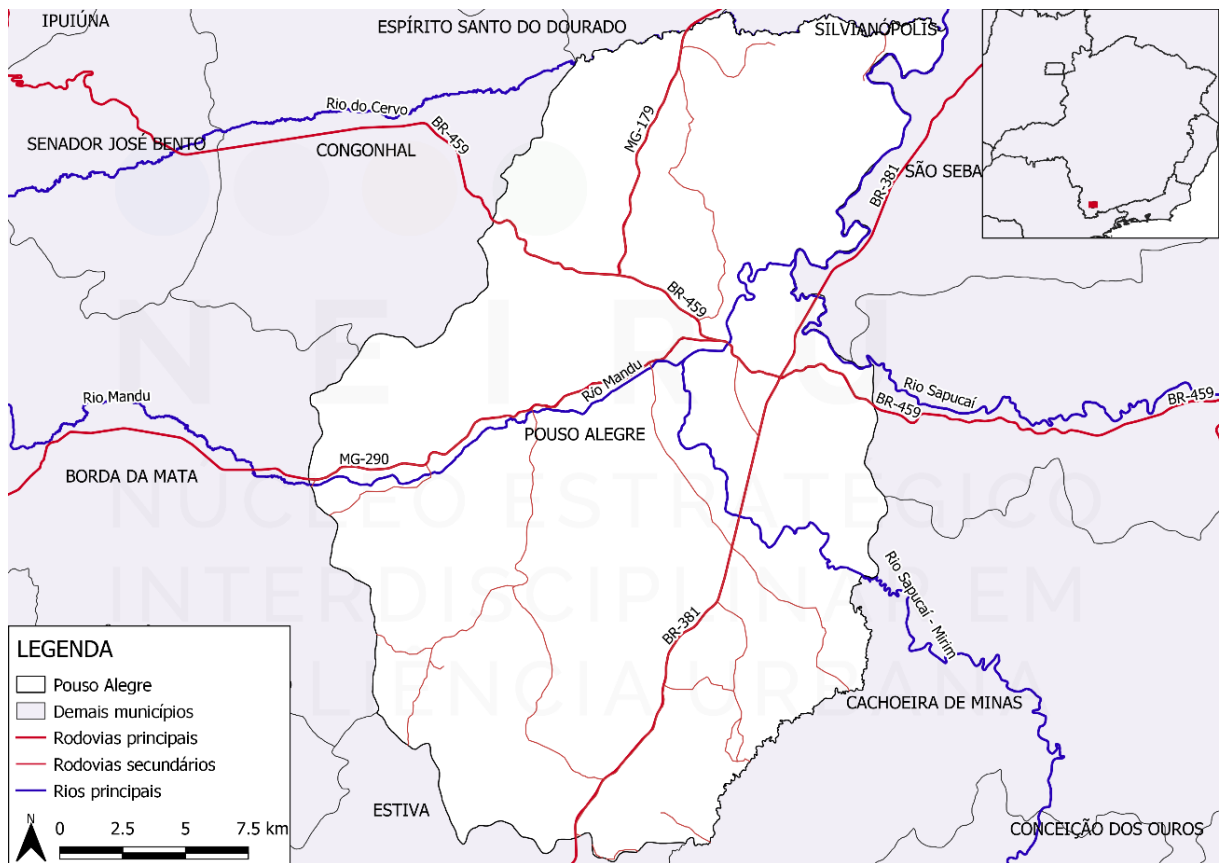 IPUIÚNA
ESPÍRITO SANTO DO DOURADO
SILVIANÓPOLIS
Rio do Cervo
BR-459
MG-179
SENADOR JOSÉ BENTO
CONGONHAL
SÃO SEBA
BR-381
BR-459
Rio Mandu
Rio Mandu
Rio Sapucaí
BR-459
BR-459
POUSO ALEGRE
MG-290
BORDA DA MATA
NEIRU
NÚCLEO ESTRATÉGICO
INTERDISCIPLINAR EM
URBANA
Rio Sapucaí - Mirim
BR-381
CACHOEIRA DE MINAS
ESTIVA
CONCEIÇÃO DOS OUROS
LEGENDA
Pouso Alegre
Demais municípios
Rodovias principais
Rodovias secundários
Rios principais
N
0 2.5 5 7.5 km